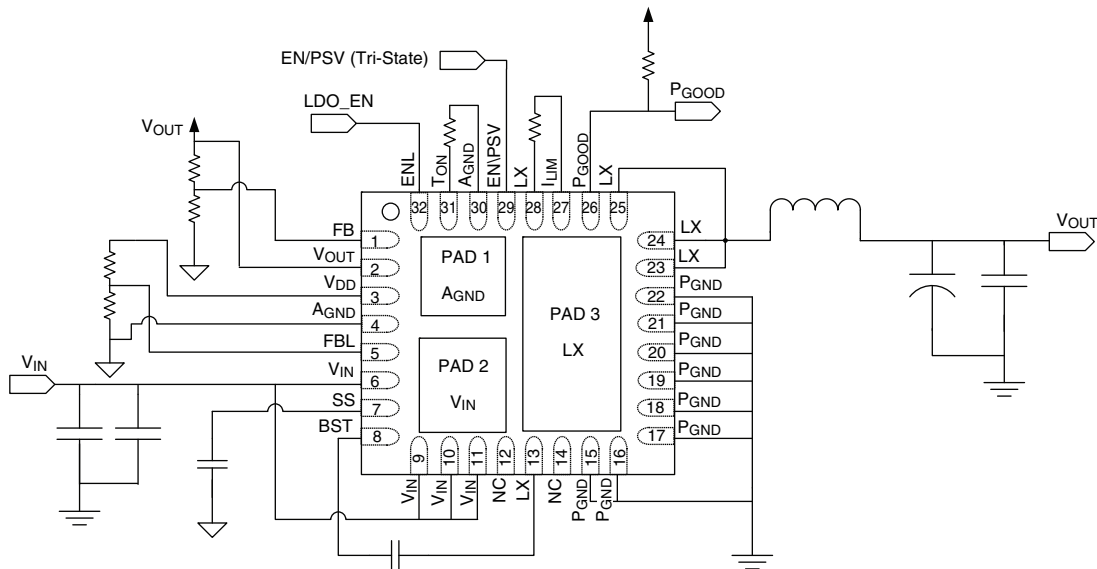 EN/PSV (Tri-State)
PGOOD
LDO_EN
VOUT
ENL
TON
AGND
EN\PSV
LX
ILIM
PGOOD
LX
32
31
30
29
28
27
26
25
FB
1
VOUT
2
VDD
3
AGND
4
FBL
5
VIN
VIN
6
SS
7
BST
8
PAD 1
AGND
PAD 2
VIN
PAD 3
LX
24
LX
23
LX
22
PGND
21
PGND
20
PGND
19
PGND
18
PGND
17
PGND
VOUT
9
10
11
12
13
14
15
16
VIN
VIN
VIN
NC
LX
NC
PGND
PGND